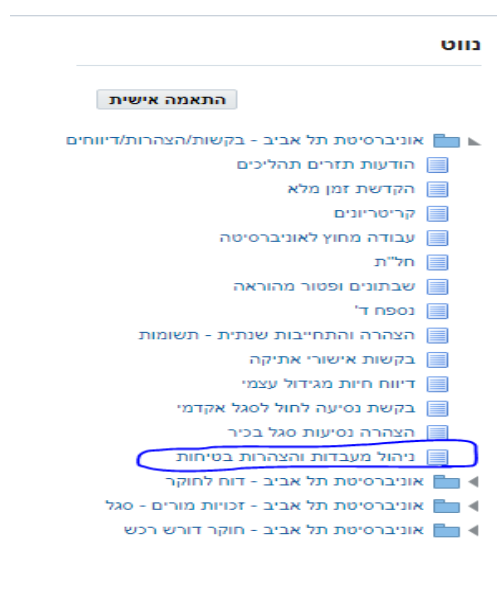 נווט
התאמה אישית
אוניברסיטת תל אביב - בקשות/הצהרות/דיווחים
הודעות תזרים תהליכים
הקדשת זמן מלא
קריטריונים
עבודה מחוץ לאוניברסיטה
חל"ת
שבתונים ופטור מהוראה
נספח ד'
הצהרה והתחייבות שנתית - תשומות
בקשות אישורי אתיקה
דיווח חיות מגידול עצמי
בקשת נסיעה לחול לסגל אקדמי
הצהרה נסיעות סגל בכיר
ניהול מעבדות והצהרות בטיחות
אוניברסיטת תל אביב - דוח לחוקר
אוניברסיטת תל אביב - זכויות מורים - סגל
אוניברסיטת תל אביב - חוקר דורש רכש